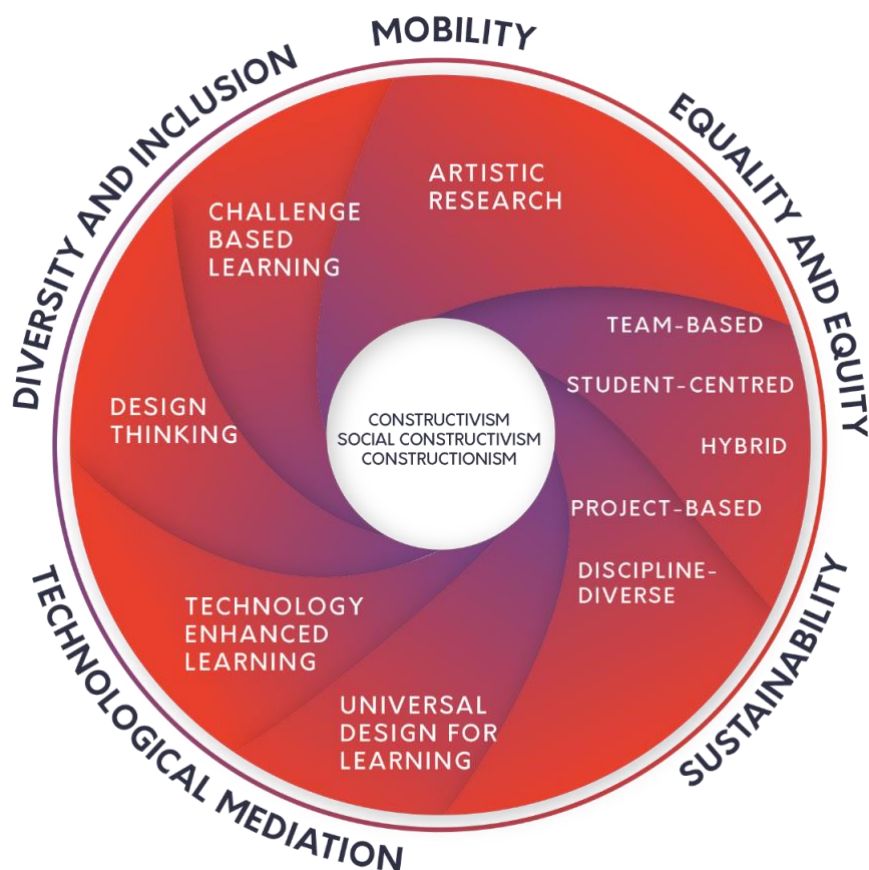 MOBILITY
EQUALITY AND EQUITY
SUSTAINABILITY
TECHNOLOGICAL MEDIATION
DIVERSITY AND INCLUSION
ARTISTIC
RESEARCH
CHALLENGE
BASED
LEARNING
TEAM-BASED
STUDENT-CENTRED
HYBRID
PROJECT-BASED
DISCIPLINE-
DIVERSE
DESIGN
THINKING
CONSTRUCTIVISM
SOCIAL CONSTRUCTIVISM
CONSTRUCTIONISM
TECHNOLOGY
ENHANCED
LEARNING
UNIVERSAL
DESIGN FOR
LEARNING